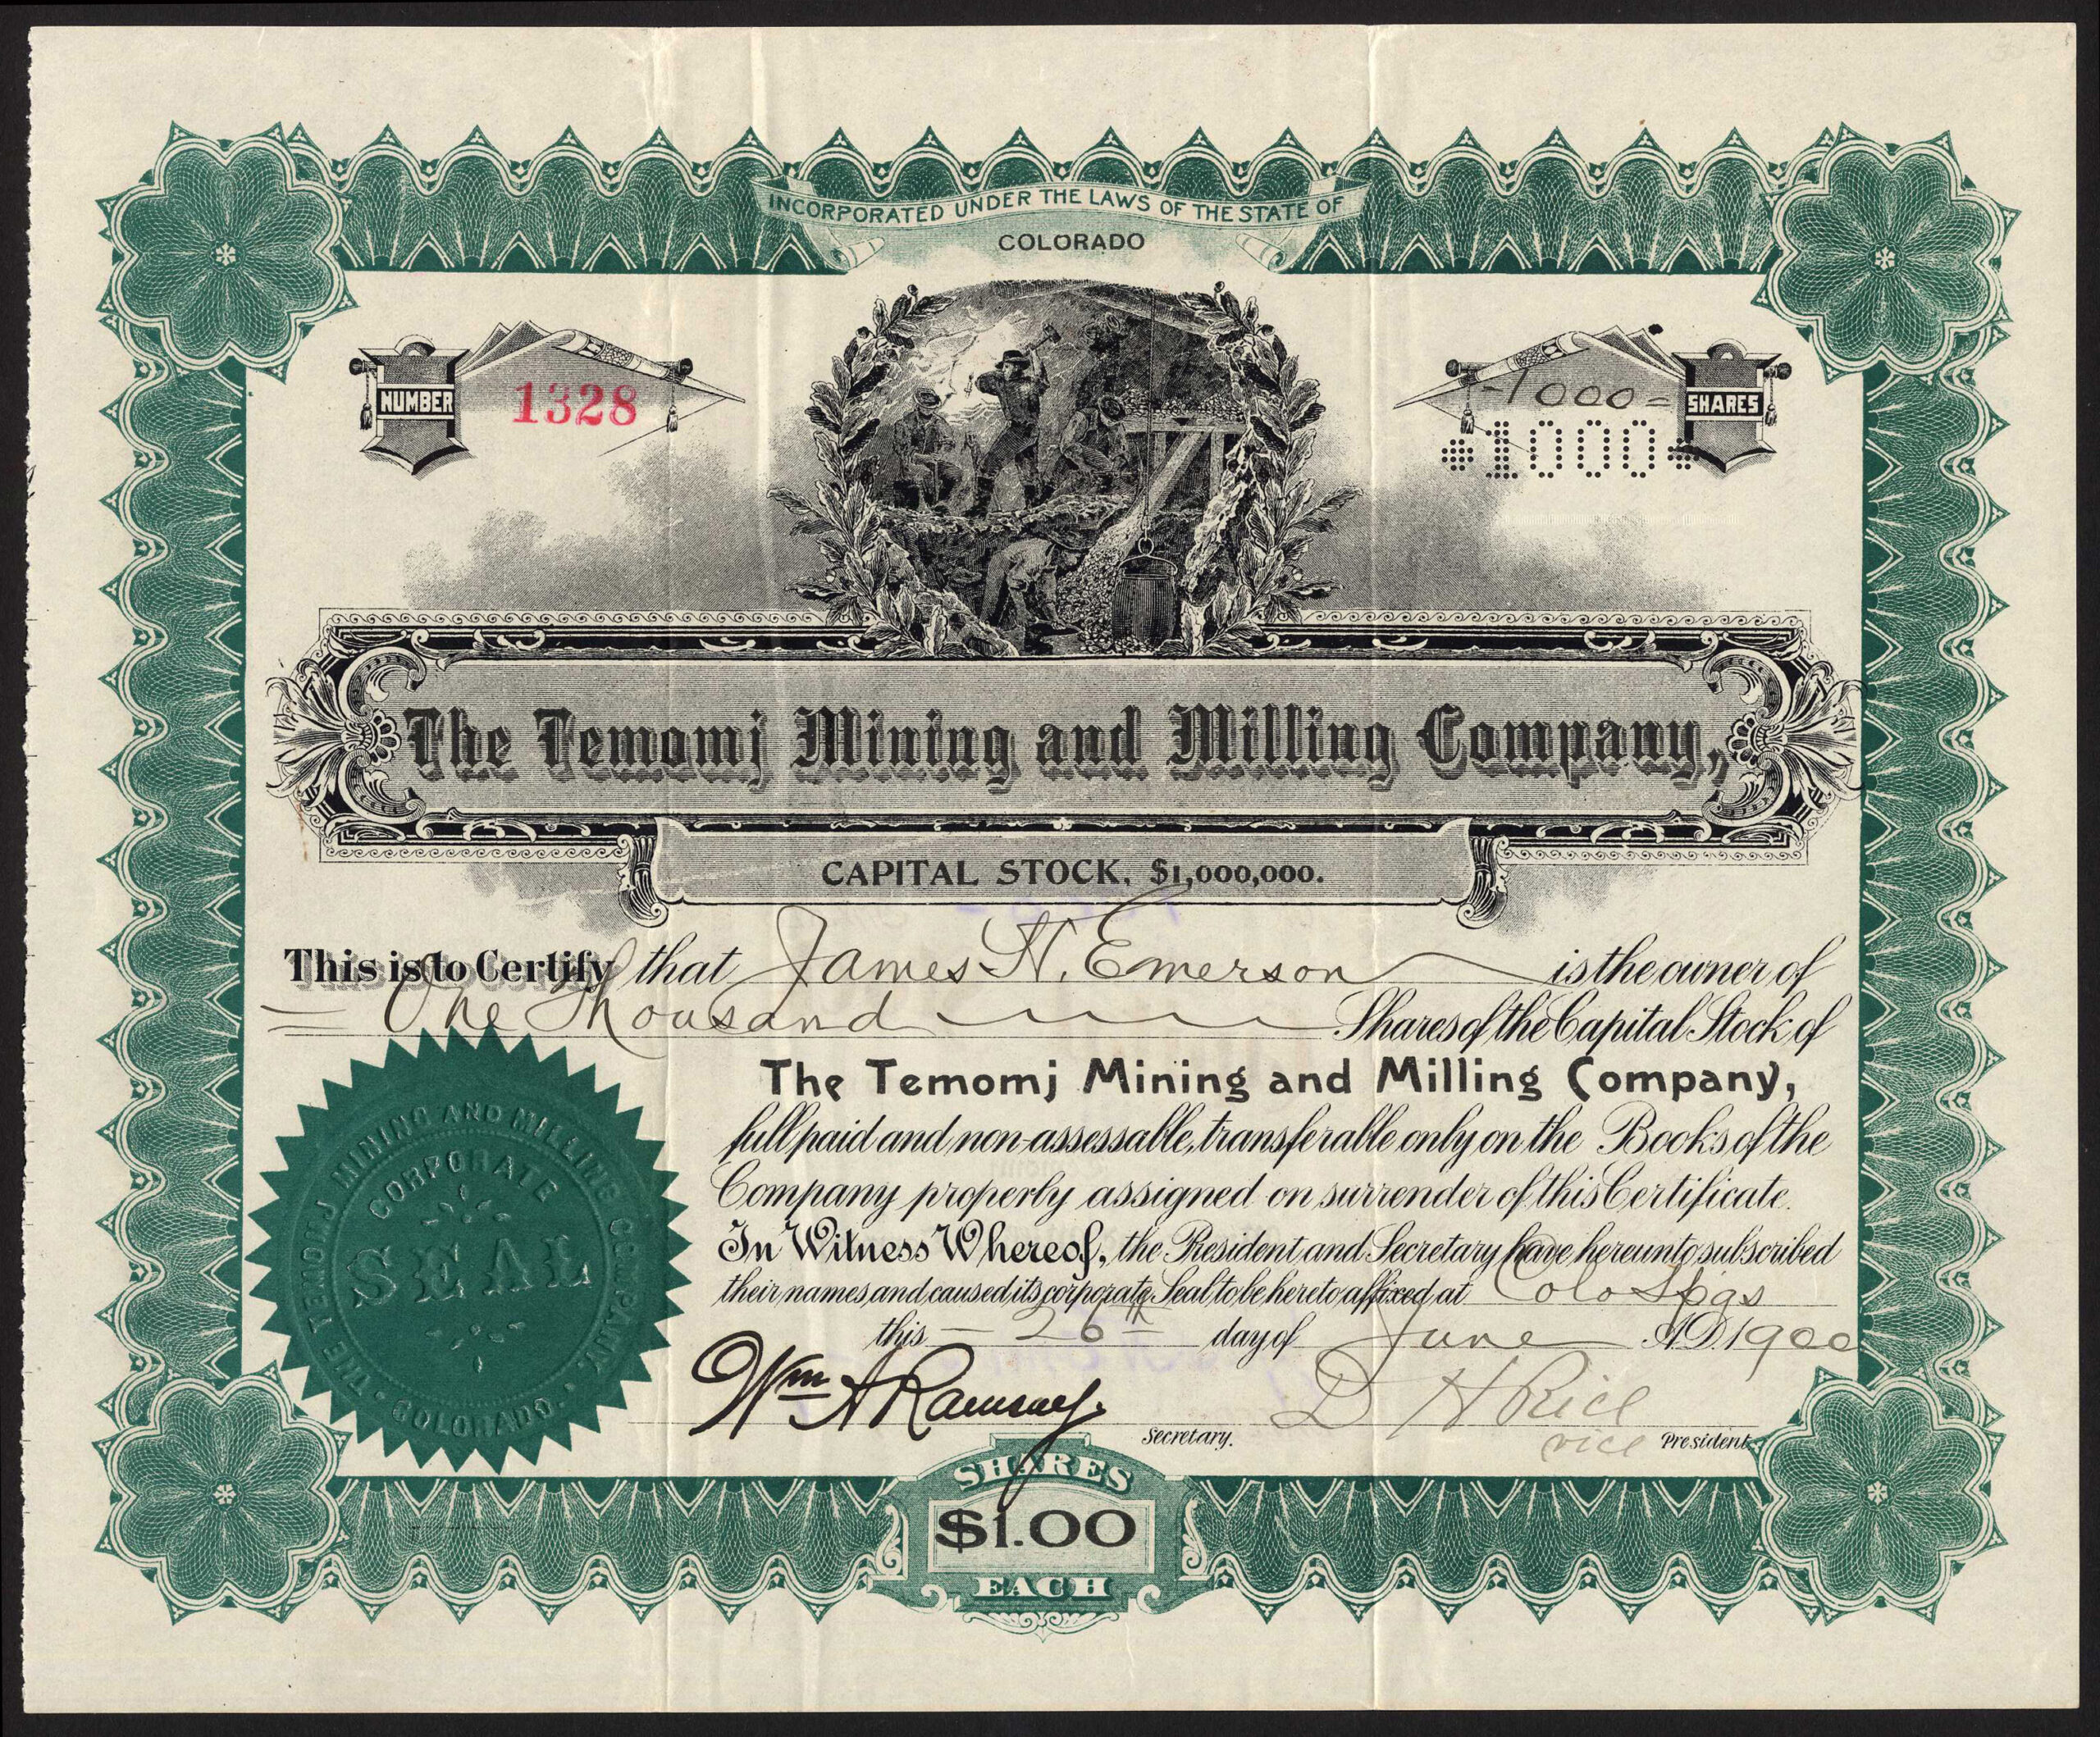 INCORPORATED UNDER THE LAWS OF THE STATE OF
COLORADO
NUMBER
1328
-1000=
SHARES
1000
The Temomj Mining and Milling Company,
CAPITAL STOCK, $1,000,000.
This is to Certify that James H. Emerson is the owner of
One Thousand Shares of the Capital Stock of
The Temomj Mining and Milling Company,
full paid and non-assessable, transferable only on the Books of the
Company properly assigned on surrender of this Certificate.
In Witness Whereof, the President and Secretary have hereunto subscribed
their names and caused its corporate Seal to be hereto affixed at Colo Spgs
this 26th day of June A.D. 1900
Wm A Ramsay. D H Rice
Secretary. vice President
THE TEMOMJ MINING AND MILLING COMPANY.
CORPORATE
SEAL
COLORADO.
SHARES
$1.00
EACH